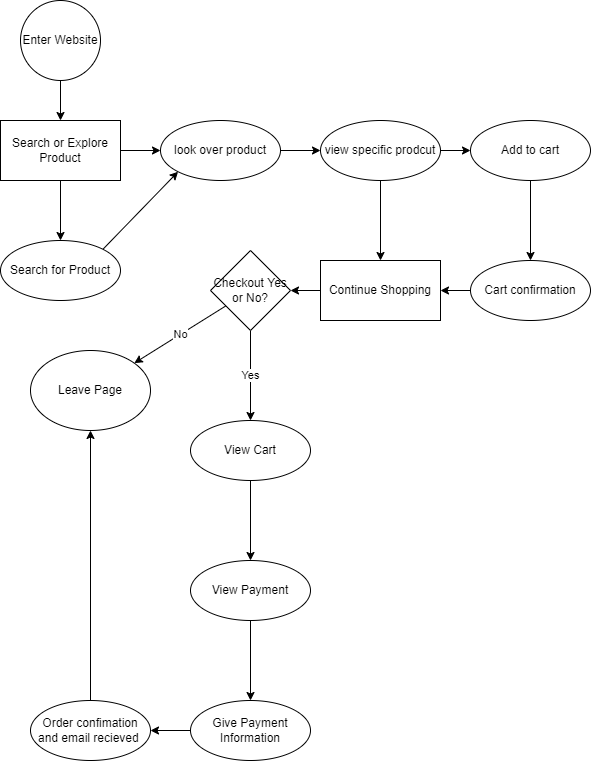 Enter Website
Search or Explore
Product
look over product
view specific prodcut
Add to cart
Search for Product
Checkout Yes
or No?
Continue Shopping
Cart confirmation
No
Yes
Leave Page
View Cart
View Payment
Order confimation
and email recieved
Give Payment
Information